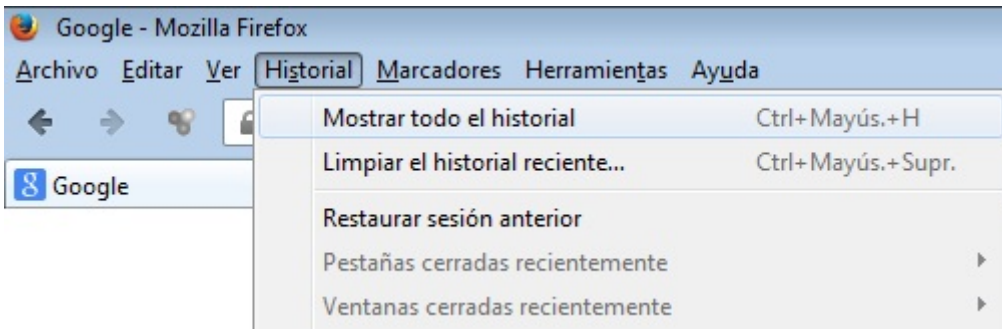 Google - Mozilla Firefox
Archivo Editar Ver Historial Marcadores Herramientas Ayuda
Mostrar todo el historial Ctrl+Mayús.+H
Limpiar el historial reciente... Ctrl+Mayús.+Supr.
8 Google
Restaurar sesión anterior
Pestañas cerradas recientemente
Ventanas cerradas recientemente